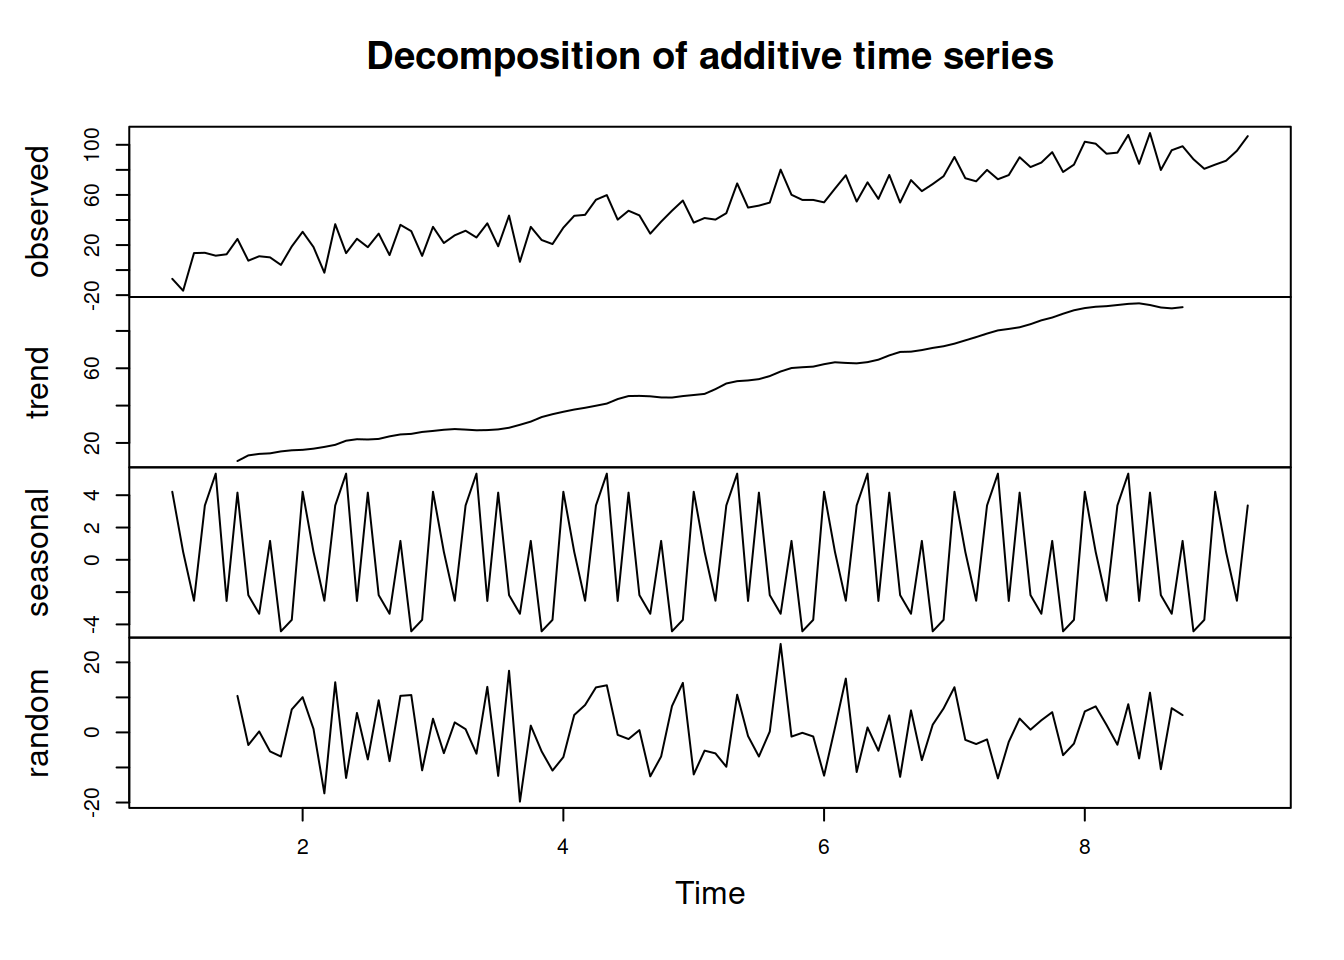 Decomposition of additive time series
observed
-20 20 60 100
trend
20 60
seasonal
-4 0 2 4
random
-20 0 20
2 4 6 8
Time